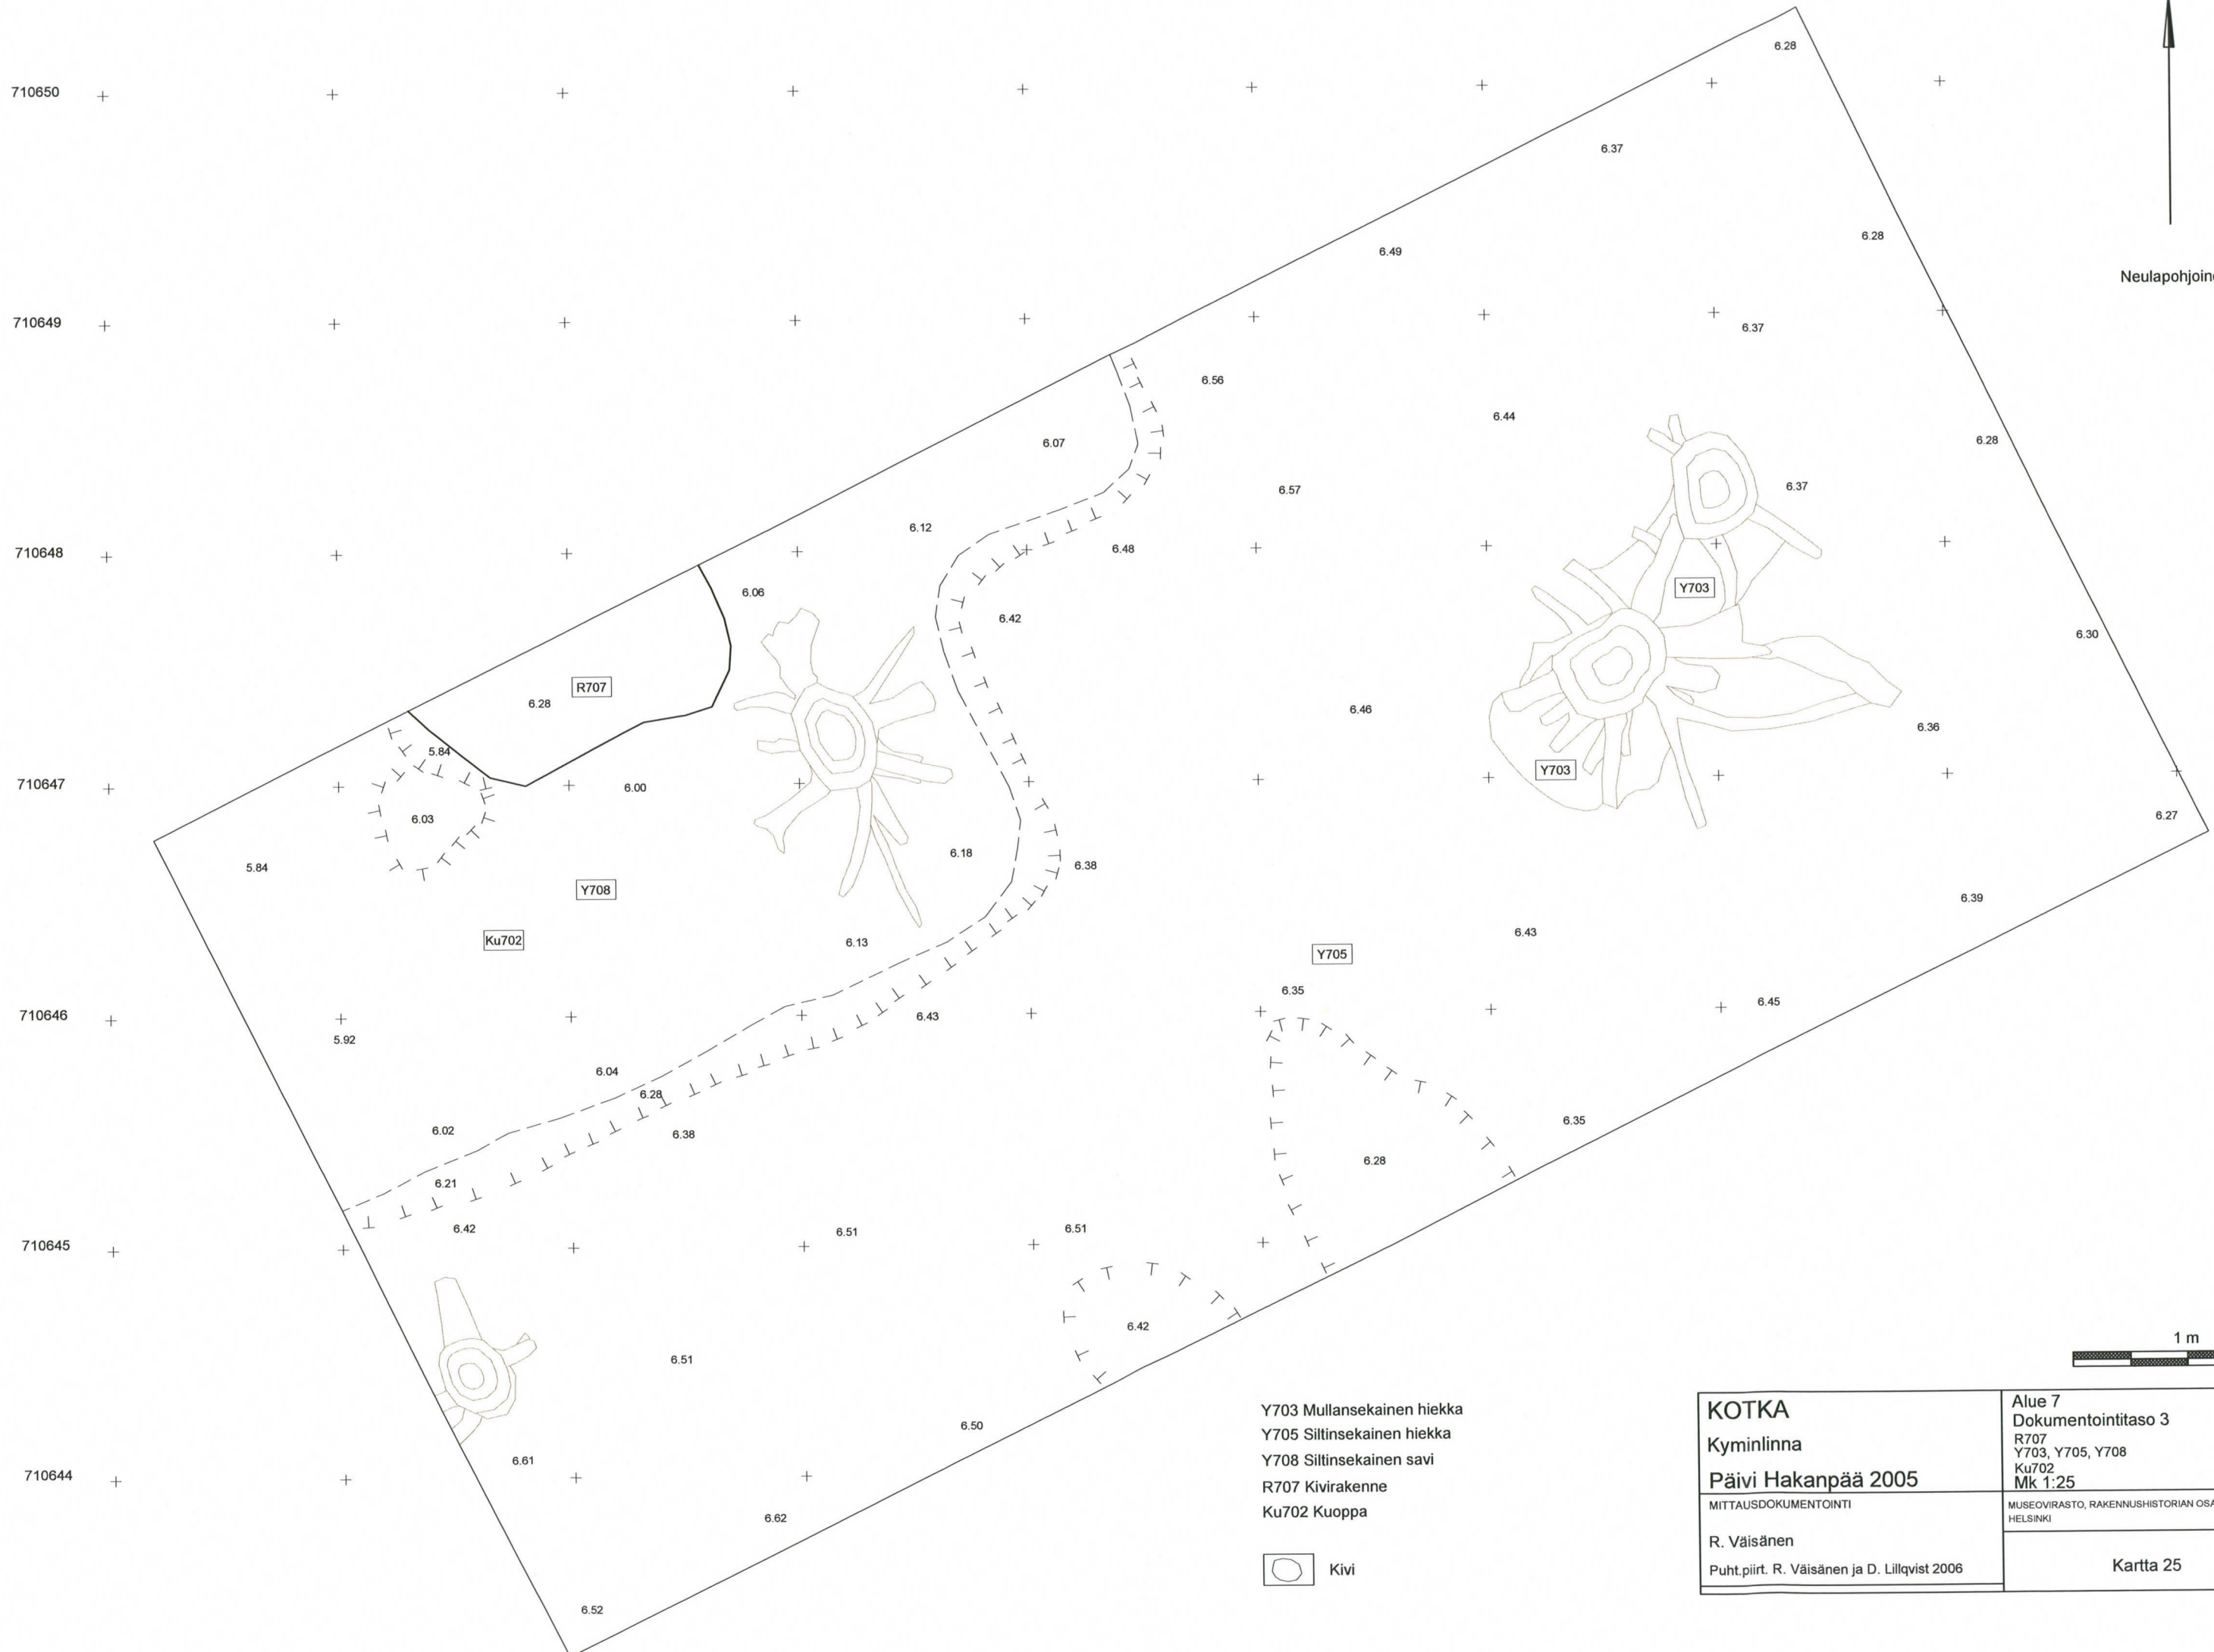 6.28
710650
6.37
6.28
6.49
710649
6.37
6.56
6.44
6.07
6.28
6.57
6.37
6.12
710648
6.48
6.06
Y703
6.42
6.30
R707
6.28
6.46
6.36
5.84
Y703
710647
6.00
6.03
6.27
6.18
6.38
5.84
Y708
6.39
6.43
Ku702
6.13
Y705
6.35
6.45
710646
6.43
5.92
6.04
6.28
6.35
6.02
6.38
6.28
6.21
6.42
6.51
6.51
710645
6.42
6.51
6.50
6.61
710644
6.62
6.52
1 m
Y703 Mullansekainen hiekka
Y705 Siltinsekainen hiekka
Y708 Siltinsekainen savi
R707 Kivirakenne
Ku702 Kuoppa
Kivi
KOTKA
Kyminlinna
Päivi Hakanpää 2005
MITTAUSDOKUMENTOINTI
R. Väisänen
Puht.piirt. R. Väisänen ja D. Lillqvist 2006
Alue 7
Dokumentointitaso 3
R707
Y703, Y705, Y708
Ku702
Mk 1:25
MUSEOVIRASTO, RAKENNUSHISTORIAN
HELSINKI
Kartta 25